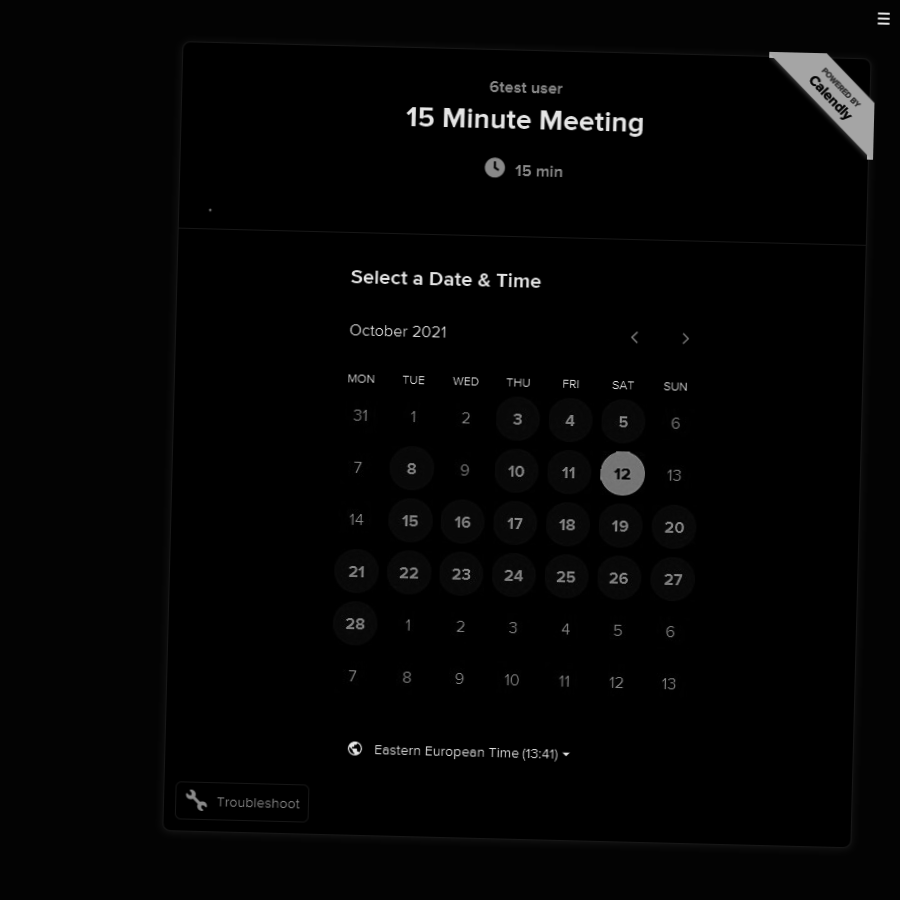 6test user
15 Minute Meeting
15 min
POWERED BY
Calendly
Select a Date & Time
October 2021
MON TUE WED THU FRI SAT SUN
31 1 2 3 4 5 6
7 8 9 10 11 12 13
14 15 16 17 18 19 20
21 22 23 24 25 26 27
28 1 2 3 4 5 6
7 8 9 10 11 12 13
Eastern European Time (13:41)
Troubleshoot